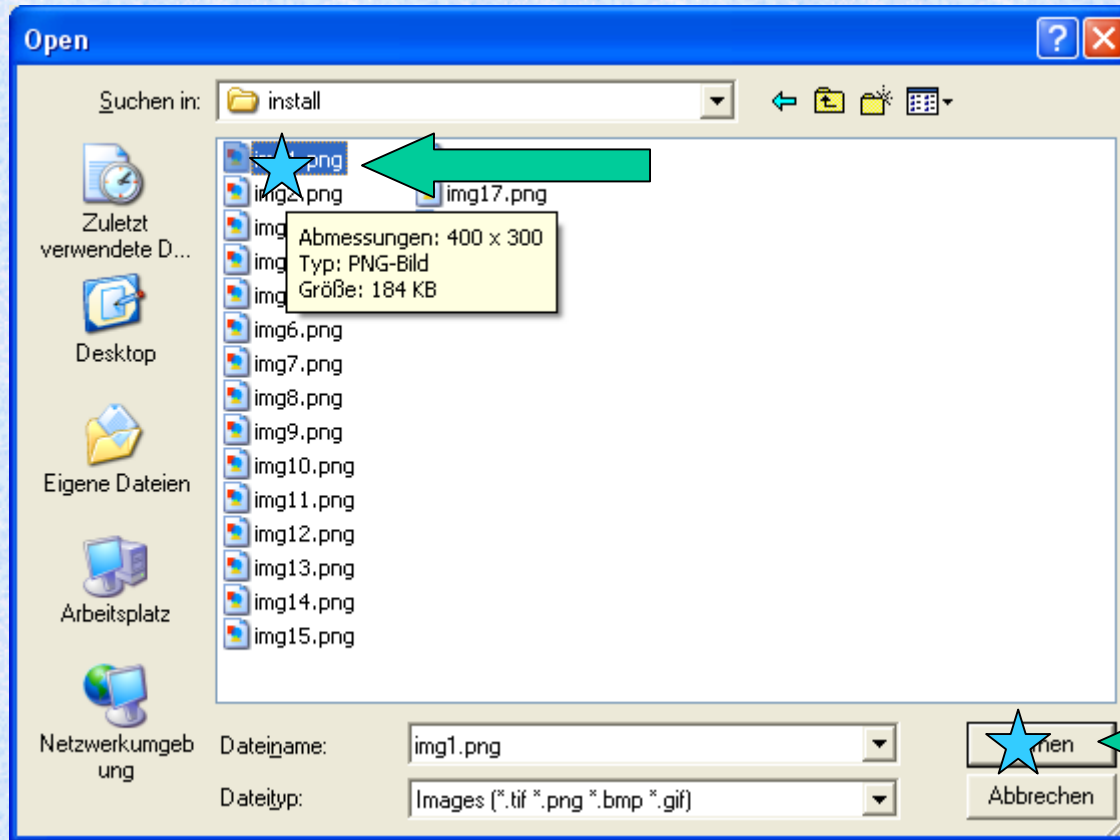 Open
Suchen in:
install
img2.png
img17.png
img
img
img
Abmessungen: 400 x 300
Typ: PNG-Bild
Größe: 184 KB
img6.png
img7.png
img8.png
img9.png
img10.png
img11.png
img12.png
img13.png
img14.png
img15.png
Zuletzt
verwendete D...
Desktop
Eigene Dateien
Arbeitsplatz
Netzwerkumgeb
ung
Dateiname:
img1.png
Dateityp:
Images (*.tif *.png *.bmp *.gif)
Abbrechen